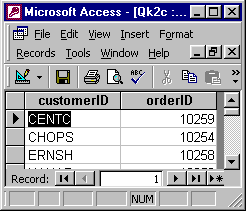 Microsoft Access - [Qk2c :...
File Edit View Insert Format
Records Tools Window Help
customerID orderID
CENTC 10259
CHOPS 10254
ERNSH 10258
Record: 1
NUM